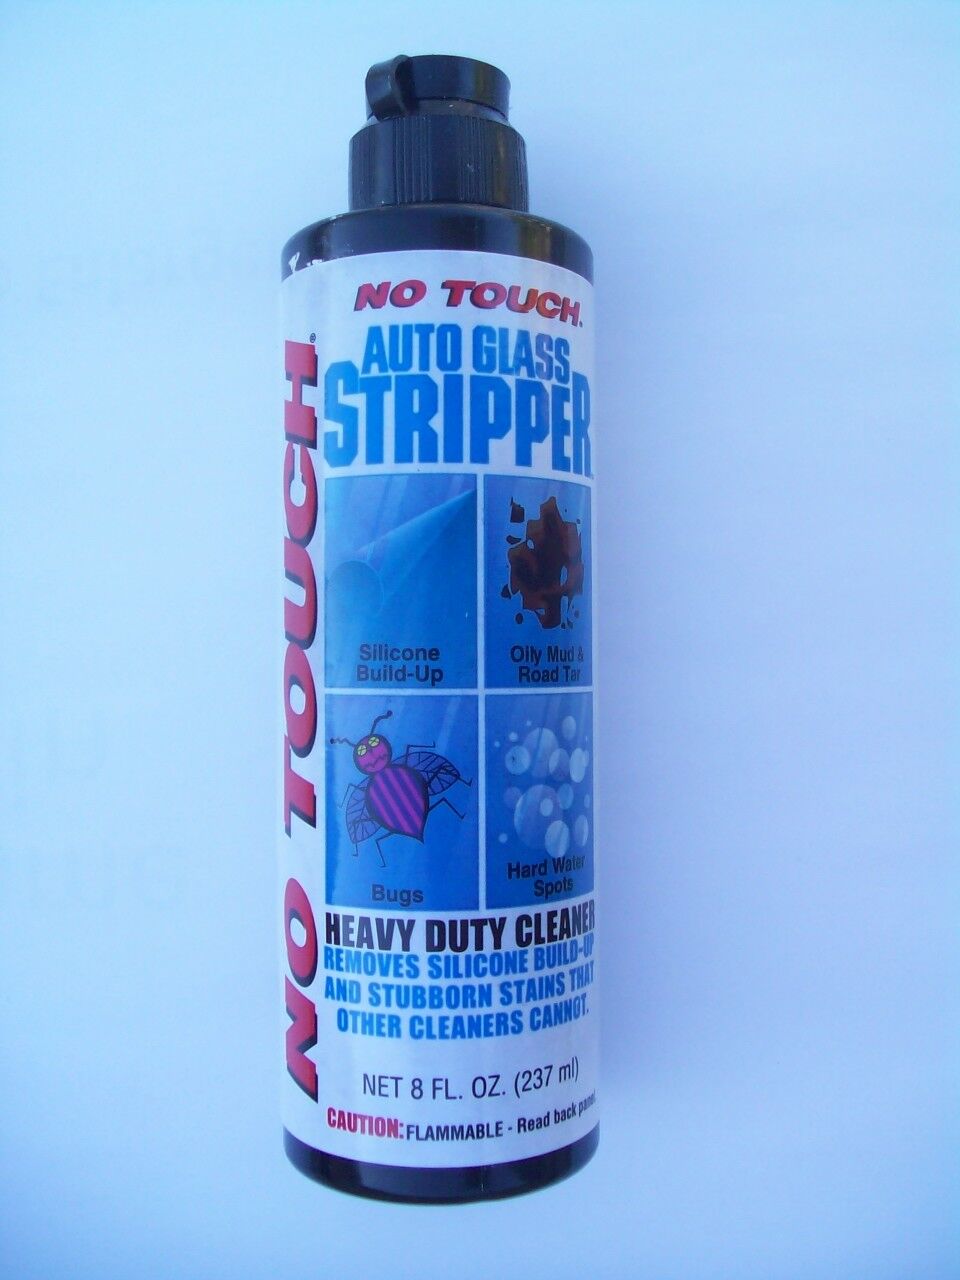 NO TOUCH.
AUTO GLASS
STRIPPER
NO TOUCH®
Silicone
Build-Up
Oily Mud &
Road Tar
Bugs
Hard Water
Spots
HEAVY DUTY CLEANER
REMOVES SILICONE BUILD-UP
AND STUBBORN STAINS THAT
OTHER CLEANERS CANNOT.
NET 8 FL. OZ. (237 ml)
CAUTION: FLAMMABLE - Read back panel.